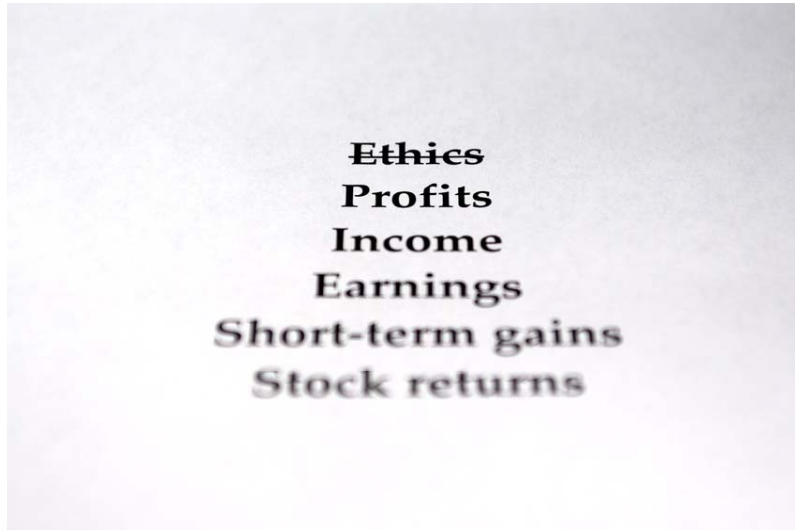 Ethics
Profits
Income
Earnings
Short-term gains
Stock returns